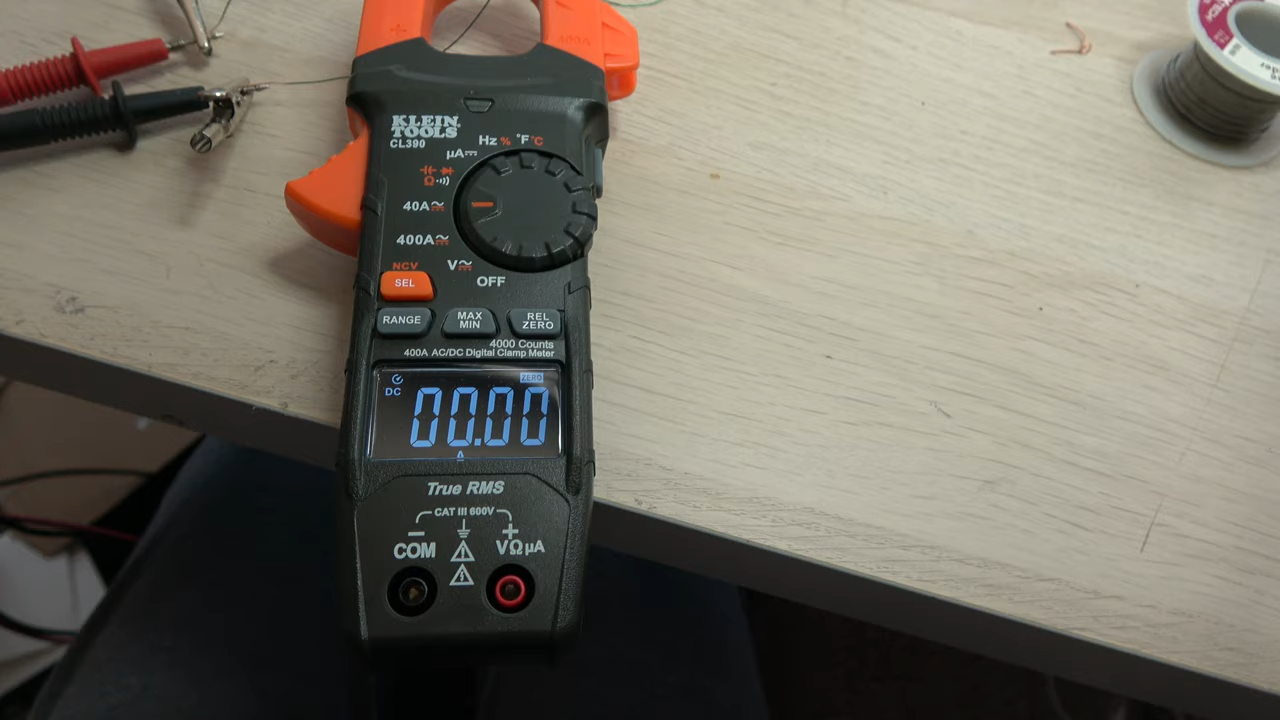 400A
KLEIN
TOOLS
CL390
Hz % °F°C
µA
Ω
40A
400A
NCV
V
SEL
OFF
RANGE
MAX
MIN
REL
ZERO
4000 Counts
400A AC/DC Digital Clamp Meter
ZERO
DC
00.00
A
True RMS
CAT III 600V
− +
COM
VΩµA